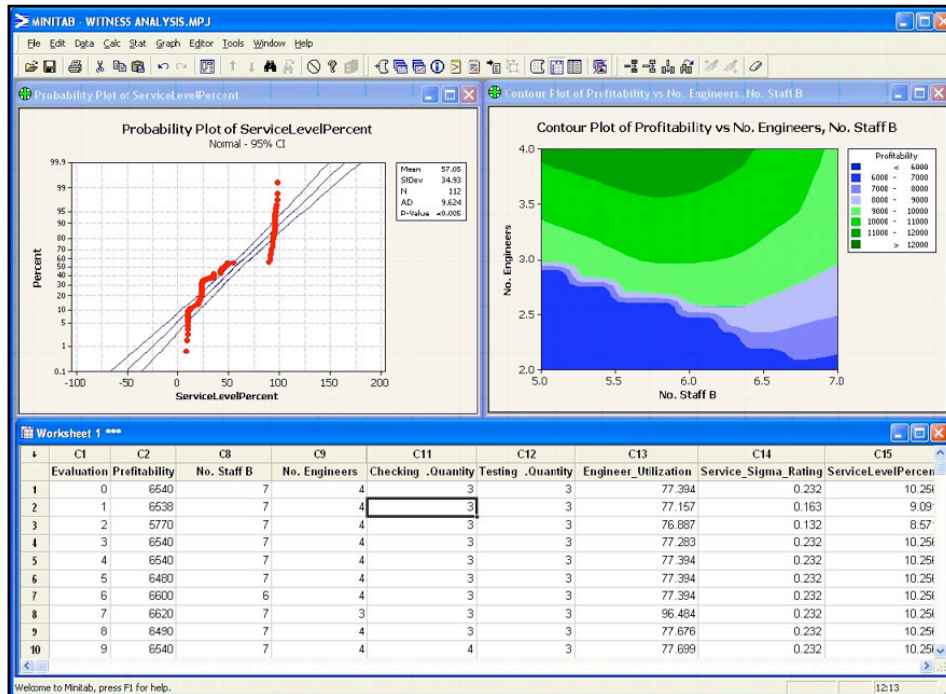 MINITAB - WITNESS ANALYSIS.MPJ
File Edit Data Calc Stat Graph Editor Tools Window Help
Probability Plot of ServiceLevelPercent
Probability Plot of ServiceLevelPercent
Normal - 95% CI
Mean 57.05
StDev 34.93
N 112
AD 9.624
P-Value <0.005
Percent
99.9
99
95
90
80
70
60
50
40
30
20
10
5
1
0.1
-100 -50 0 50 100 150 200
ServiceLevelPercent
Contour Plot of Profitability vs No. Engineers, No. Staff B
Contour Plot of Profitability vs No. Engineers, No. Staff B
No. Engineers
4.0
3.5
3.0
2.5
2.0
5.0 5.5 6.0 6.5 7.0
No. Staff B
Profitability
< 6000
6000 - 7000
7000 - 8000
8000 - 9000
9000 - 10000
10000 - 11000
11000 - 12000
> 12000
Worksheet 1 ***
↓ C1 C2 C8 C9 C11 C12 C13 C14 C15
Evaluation Profitability No. Staff B No. Engineers Checking .Quantity Testing .Quantity Engineer_Utilization Service_Sigma_Rating ServiceLevelPercen
1 0 6540 7 4 3 3 77.394 0.232 10.256
2 1 6538 7 4 3 3 77.157 0.163 9.09
3 2 5770 7 4 3 3 76.887 0.132 8.57
4 3 6540 7 4 3 3 77.283 0.232 10.256
5 4 6540 7 4 3 3 77.394 0.232 10.256
6 5 6480 7 4 3 3 77.394 0.232 10.256
7 6 6600 6 4 3 3 77.394 0.232 10.256
8 7 6620 7 3 3 3 96.484 0.232 10.256
9 8 6490 7 4 3 3 77.676 0.232 10.256
10 9 6540 7 4 4 3 77.699 0.232 10.256
Welcome to Minitab, press F1 for help.
12:13